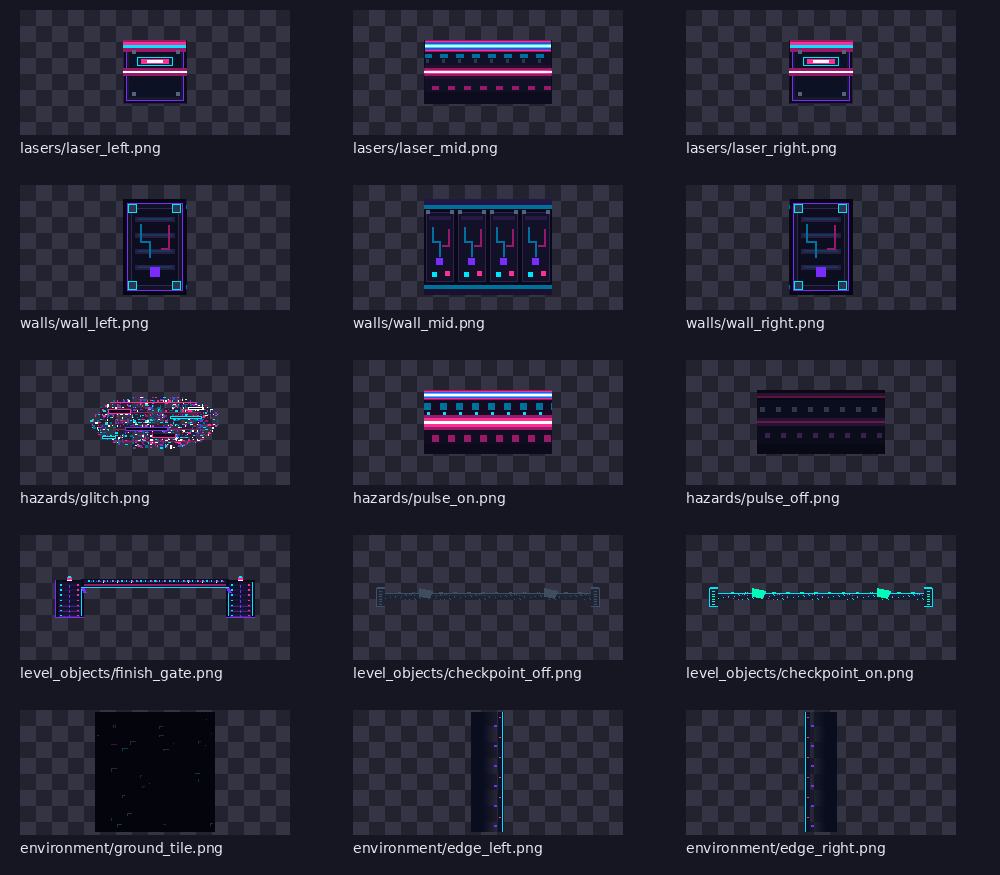 lasers/laser_left.png
lasers/laser_mid.png
lasers/laser_right.png
walls/wall_left.png
walls/wall_mid.png
walls/wall_right.png
hazards/glitch.png
hazards/pulse_on.png
hazards/pulse_off.png
level_objects/finish_gate.png
level_objects/checkpoint_off.png
level_objects/checkpoint_on.png
environment/ground_tile.png
environment/edge_left.png
environment/edge_right.png